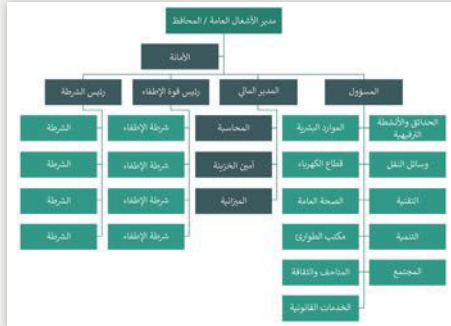 مدير الأشغال العامة / المحافظ
الأمانة
المسؤول
المدير المالي
رئيس قوة الإطفاء
رئيس الشرطة
الحدائق والأنشطة
الترفيهية
الموارد البشرية
المحاسبة
شرطة الإطفاء
الشرطة
وسائل النقل
قطاع الكهرباء
أمين الخزينة
شرطة الإطفاء
الشرطة
التقنية
الصحة العامة
الميزانية
شرطة الإطفاء
الشرطة
التنمية
مكتب الطوارئ
شرطة الإطفاء
الشرطة
المجتمع
المتاحف والثقافة
الخدمات القانونية